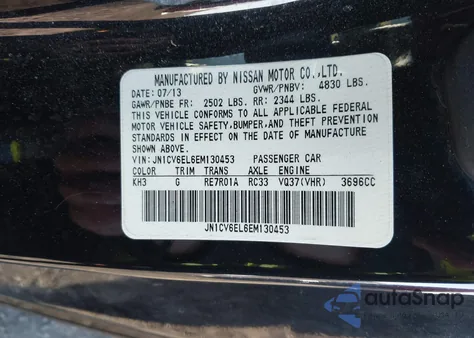 MANUFACTURED BY NISSAN MOTOR CO.,LTD.
DATE: 07/13 GVWR/PNBV: 4830 LBS.
GAWR/PNBE FR: 2502 LBS. RR: 2344 LBS.
THIS VEHICLE CONFORMS TO ALL APPLICABLE FEDERAL
MOTOR VEHICLE SAFETY,BUMPER,AND THEFT PREVENTION
STANDARDS IN EFFECT ON THE DATE OF MANUFACTURE
SHOWN ABOVE.
VIN: JN1CV6EL6EM130453 PASSENGER CAR
COLOR TRIM TRANS AXLE ENGINE
KH3 G RE7R01A RC33 VQ37(VHR) 3696CC
JN1CV6EL6EM130453
autoSnap